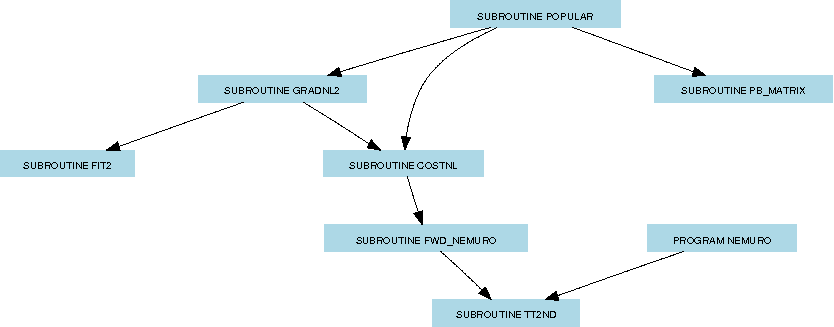 SUBROUTINE POPULAR
SUBROUTINE GRADNL2
SUBROUTINE PB_MATRIX
SUBROUTINE FIT2
SUBROUTINE COSTNL
SUBROUTINE FWD_NEMURO
PROGRAM NEMURO
SUBROUTINE TT2ND